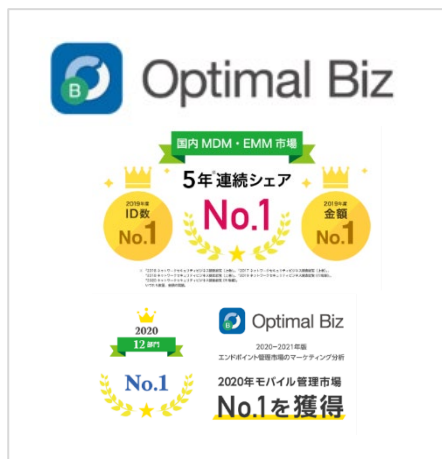 B
Optimal Biz
国内 MDM・EMM 市場
5年*連続シェア
No.1
2019年度
ID数
No.1
2019年度
金額
No.1
2020
12部門
No.1
Optimal Biz
2020-2021年版
エンドポイント管理市場のマーケティング分析
2020年モバイル管理市場
No.1を獲得